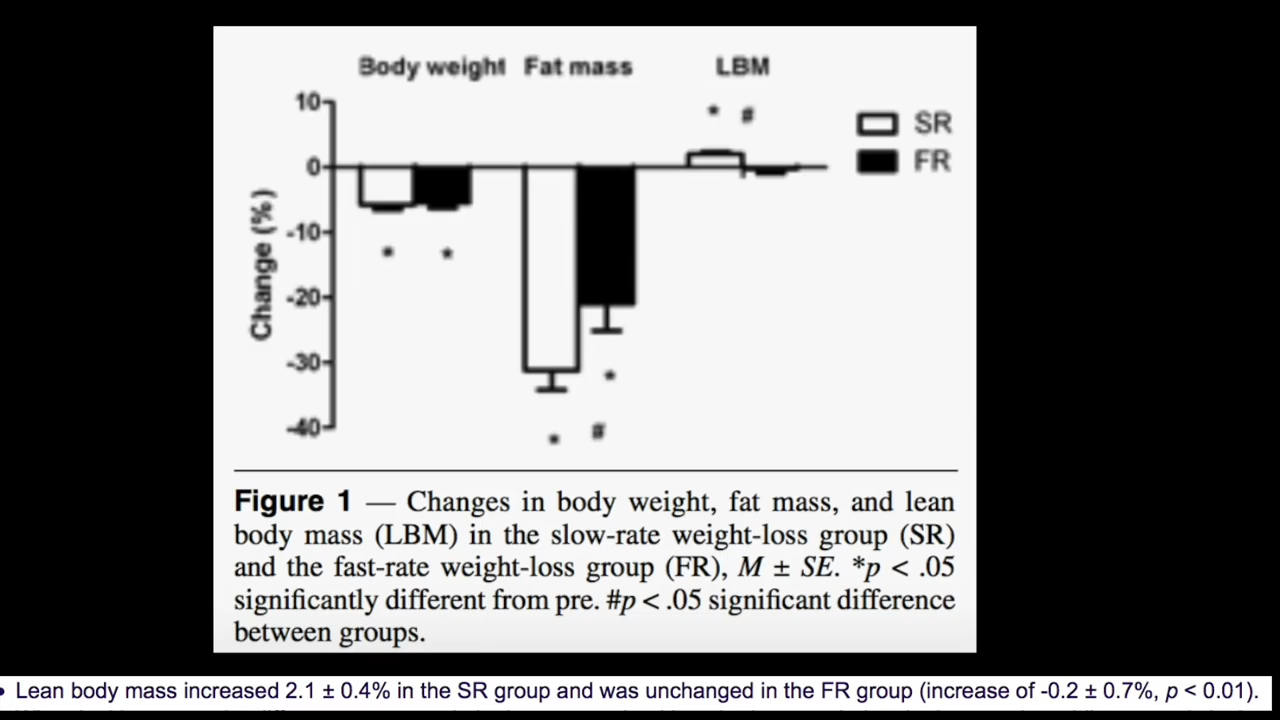 Body weight Fat mass LBM
10
0
-10
-20
-30
-40
Change (%)
* #
* *
*
* #
SR
FR
Figure 1 — Changes in body weight, fat mass, and lean
body mass (LBM) in the slow-rate weight-loss group (SR)
and the fast-rate weight-loss group (FR), M ± SE. *p < .05
significantly different from pre. #p < .05 significant difference
between groups.
• Lean body mass increased 2.1 ± 0.4% in the SR group and was unchanged in the FR group (increase of -0.2 ± 0.7%, p < 0.01).